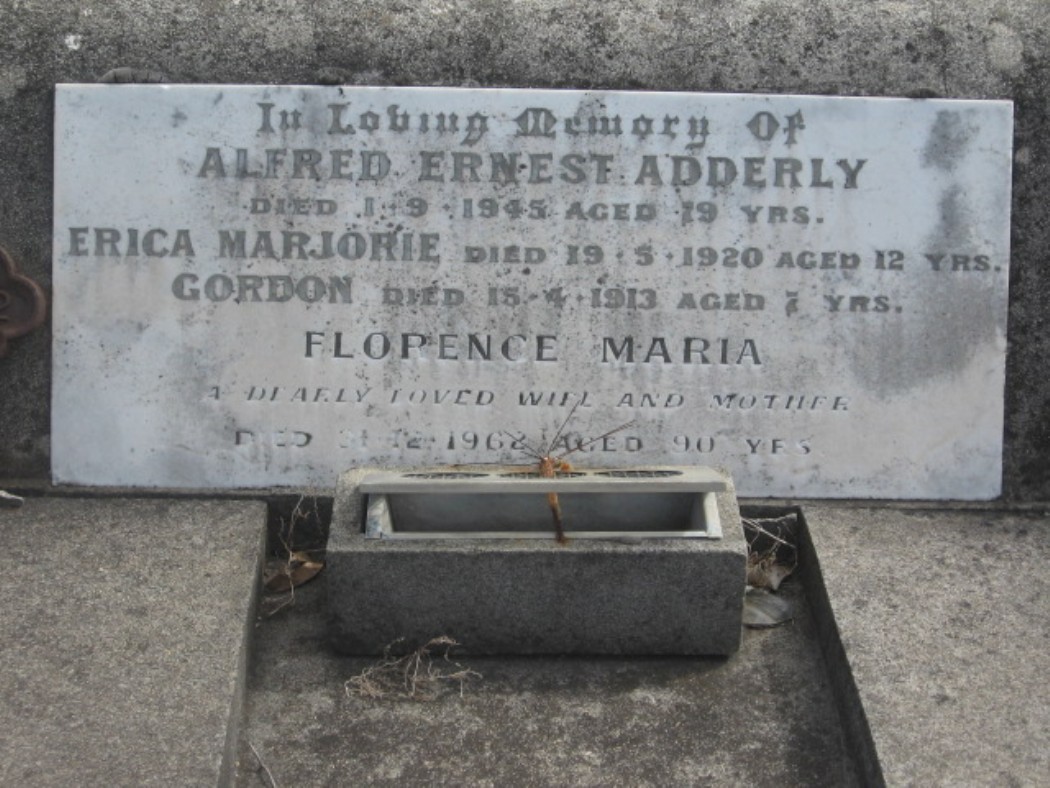 In Loving Memory Of
ALFRED ERNEST ADDERLY
DIED 1·9·1945 AGED 79 YRS.
ERICA MARJORIE DIED 19·5·1920 AGED 12 YRS.
GORDON DIED 15·4·1913 AGED 7 YRS.
FLORENCE MARIA
A DEARLY LOVED WIFE AND MOTHER
DIED AGED 90 YRS